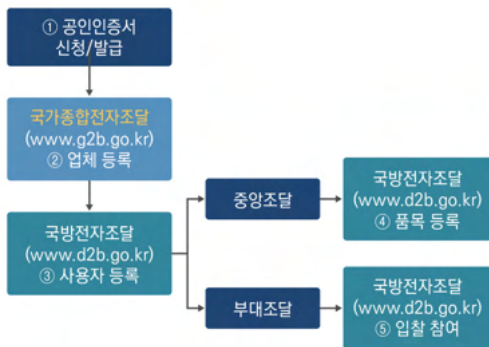 ① 공인인증서
신청/발급
국가종합전자조달
(www.g2b.go.kr)
② 업체 등록
국방전자조달
(www.d2b.go.kr)
③ 사용자 등록
중앙조달
국방전자조달
(www.d2b.go.kr)
④ 품목 등록
부대조달
국방전자조달
(www.d2b.go.kr)
⑤ 입찰 참여